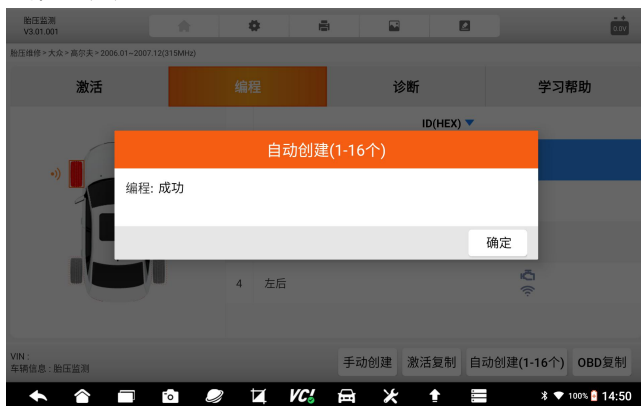 胎压监测
V3.01.001
0.0V
胎压维修 > 大众 > 高尔夫 > 2006.01~2007.12(315MHz)
激活
编程
诊断
学习帮助
ID(HEX)
自动创建(1-16个)
编程: 成功
确定
4 左后
VIN :
车辆信息 : 胎压监测
手动创建
激活复制
自动创建(1-16个)
OBD复制
VCI
100%
14:50